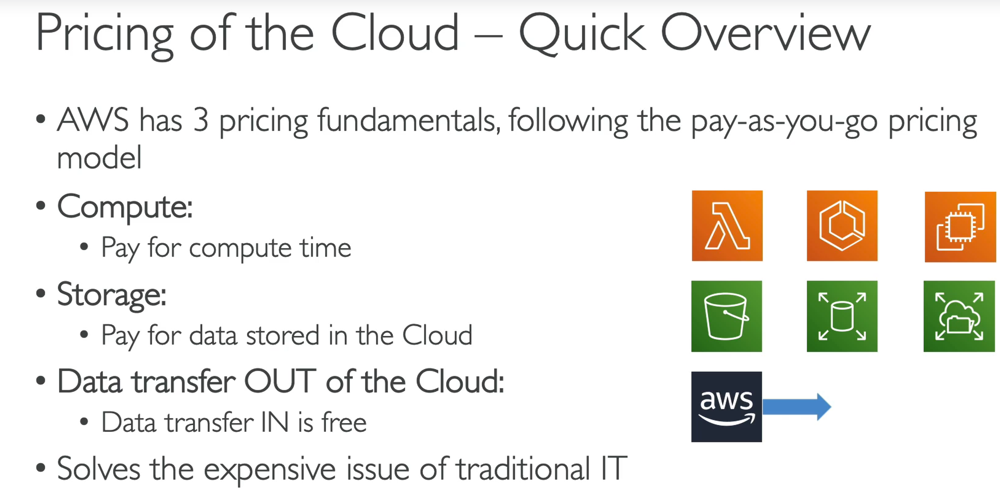 Pricing of the Cloud – Quick Overview
• AWS has 3 pricing fundamentals, following the pay-as-you-go pricing
model
• Compute:
• Pay for compute time
• Storage:
• Pay for data stored in the Cloud
• Data transfer OUT of the Cloud:
• Data transfer IN is free
aws
• Solves the expensive issue of traditional IT